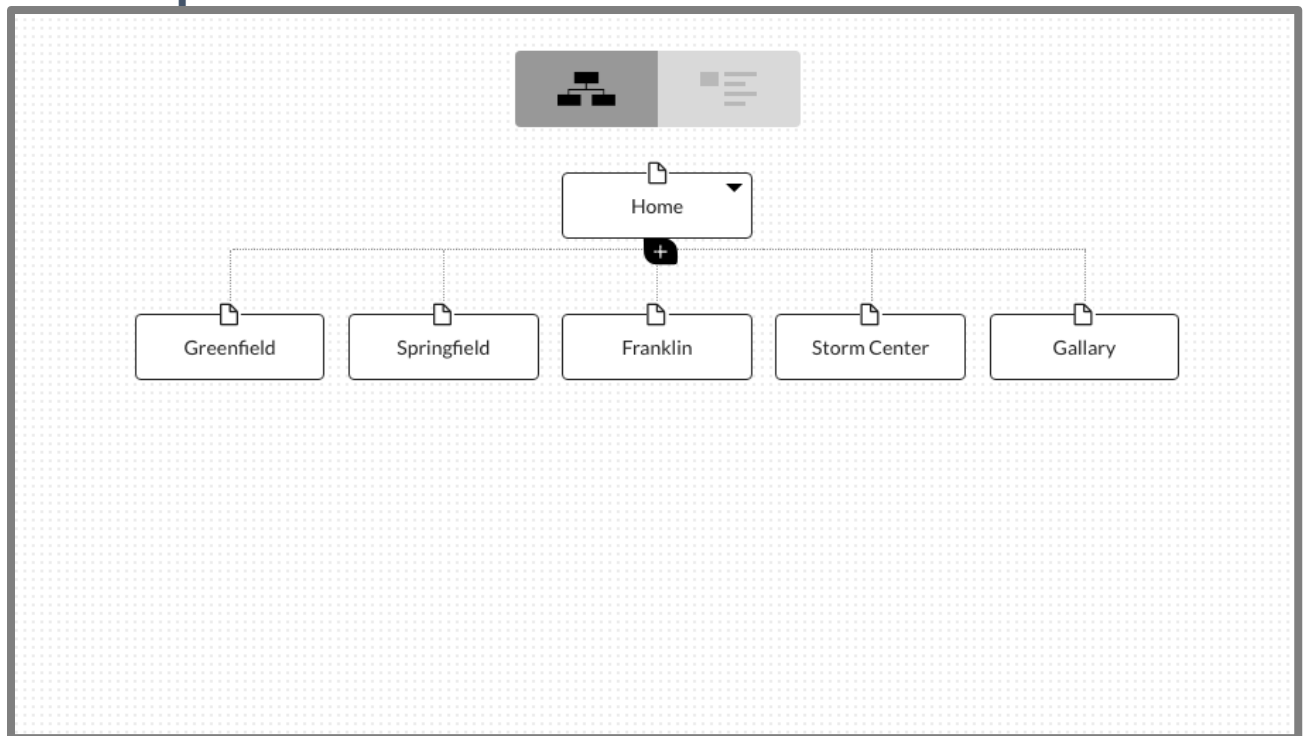 Home
Greenfield
Springfield
Franklin
Storm Center
Gallary